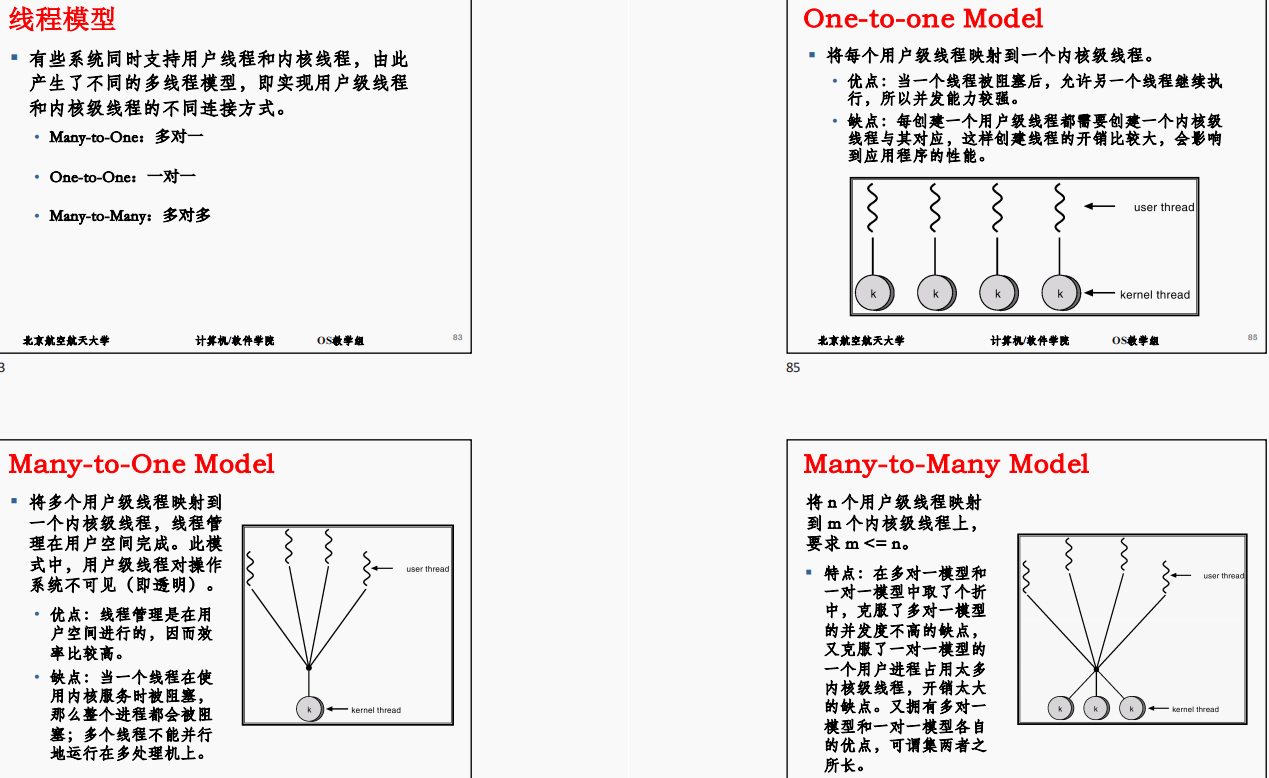 线程模型
有些系统同时支持用户线程和内核线程，由此
产生了不同的多线程模型，即实现用户级线程
和内核级线程的不同连接方式。
Many-to-One：多对一
One-to-One：一对一
Many-to-Many：多对多
北京航空航天大学 计算机/软件学院 OS教学组 83
3
One-to-one Model
将每个用户级线程映射到一个内核级线程。
优点：当一个线程被阻塞后，允许另一个线程继续执
行，所以并发能力较强。
缺点：每创建一个用户级线程都需要创建一个内核级
线程与其对应，这样创建线程的开销比较大，会影响
到应用程序的性能。
user thread
k k k k
kernel thread
北京航空航天大学 计算机/软件学院 OS教学组 85
85
Many-to-One Model
将多个用户级线程映射到
一个内核级线程，线程管
理在用户空间完成。此模
式中，用户级线程对操作
系统不可见（即透明）。
优点：线程管理是在用
户空间进行的，因而效
率比较高。
缺点：当一个线程在使
用内核服务时被阻塞，
那么整个进程都会被阻
塞；多个线程不能并行
地运行在多处理机上。
user thread
k
kernel thread
Many-to-Many Model
将 n 个用户级线程映射
到 m 个内核级线程上，
要求 m <= n。
特点：在多对一模型和
一对一模型中取了个折
中，克服了多对一模型
的并发度不高的缺点，
又克服了一对一模型的
一个用户进程占用太多
内核级线程，开销太大
的缺点。又拥有多对一
模型和一对一模型各自
的优点，可谓集两者之
所长。
user thread
k k k
kernel thread